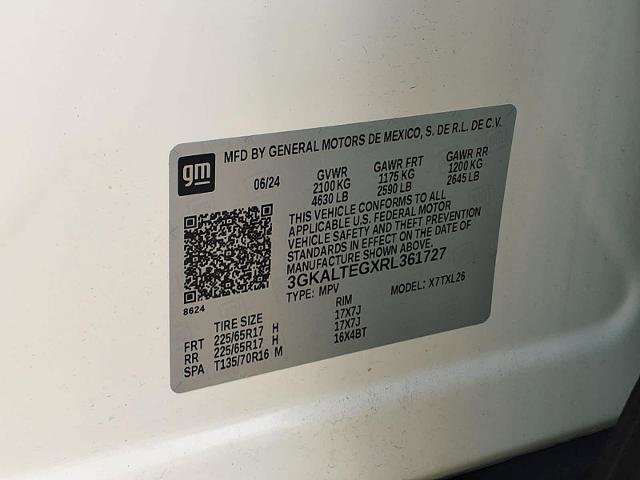 gm
MFD BY GENERAL MOTORS DE MEXICO, S. DE R.L. DE C.V.
06/24 GVWR GAWR FRT GAWR RR
2100 KG 1175 KG 1200 KG
4630 LB 2590 LB 2645 LB
THIS VEHICLE CONFORMS TO ALL
APPLICABLE U.S. FEDERAL MOTOR
VEHICLE SAFETY AND THEFT PREVENTION
STANDARDS IN EFFECT ON THE DATE OF
MANUFACTURE SHOWN ABOVE.
3GKALTEGXRL361727
TYPE: MPV MODEL: X7TXL26
8624
TIRE SIZE RIM
FRT 225/65R17 H 17X7J
RR 225/65R17 H 17X7J
SPA T135/70R16 M 16X4BT